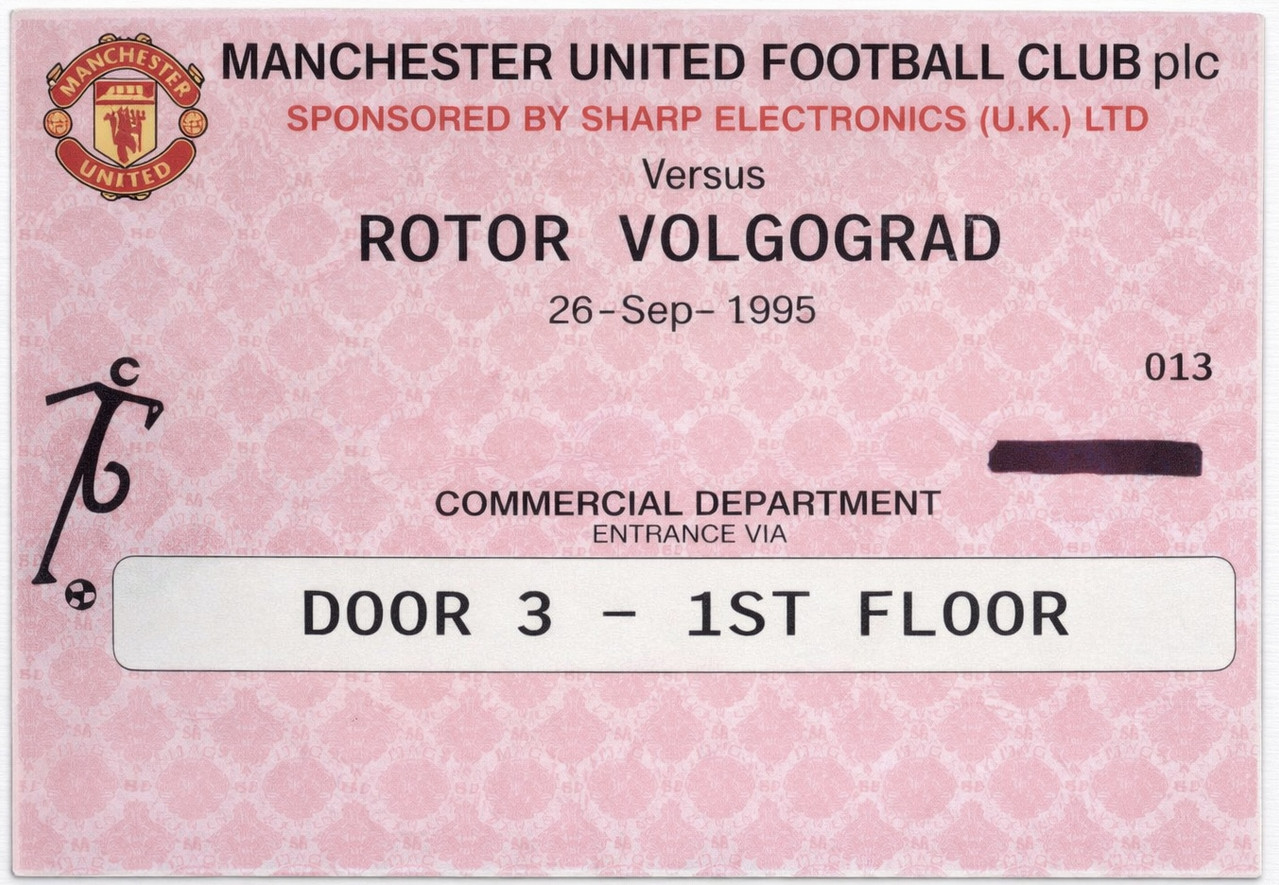 MANCHESTER UNITED
MANCHESTER UNITED FOOTBALL CLUB plc
SPONSORED BY SHARP ELECTRONICS (U.K.) LTD
Versus
ROTOR VOLGOGRAD
26-Sep- 1995
013
COMMERCIAL DEPARTMENT
ENTRANCE VIA
DOOR 3 - 1ST FLOOR